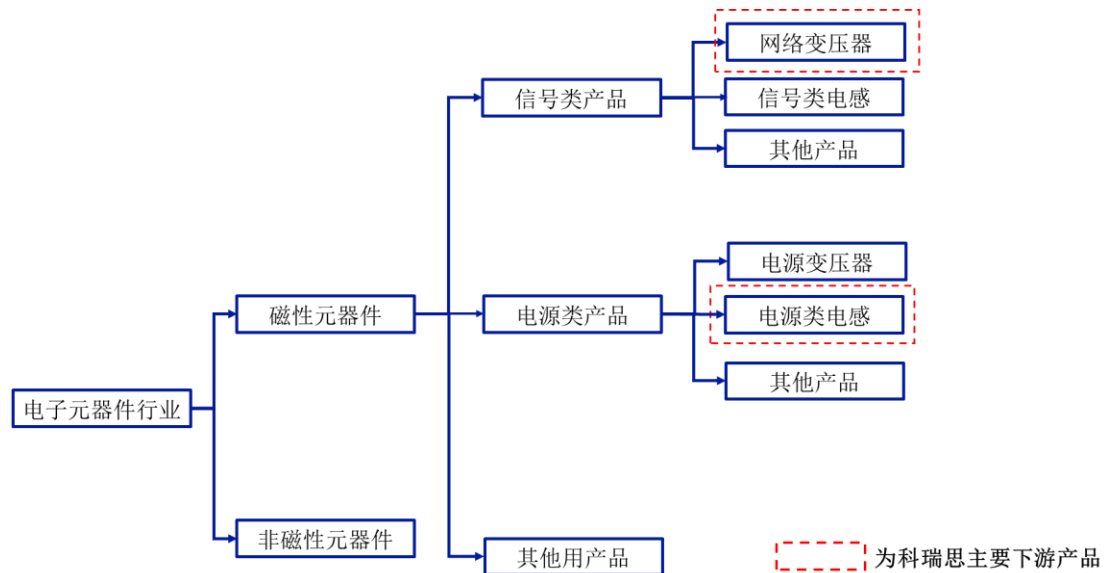 网络变压器
信号类产品
信号类电感
其他产品
电源变压器
磁性元器件
电源类产品
电源类电感
其他产品
电子元器件行业
非磁性元器件
其他用产品
为科瑞思主要下游产品